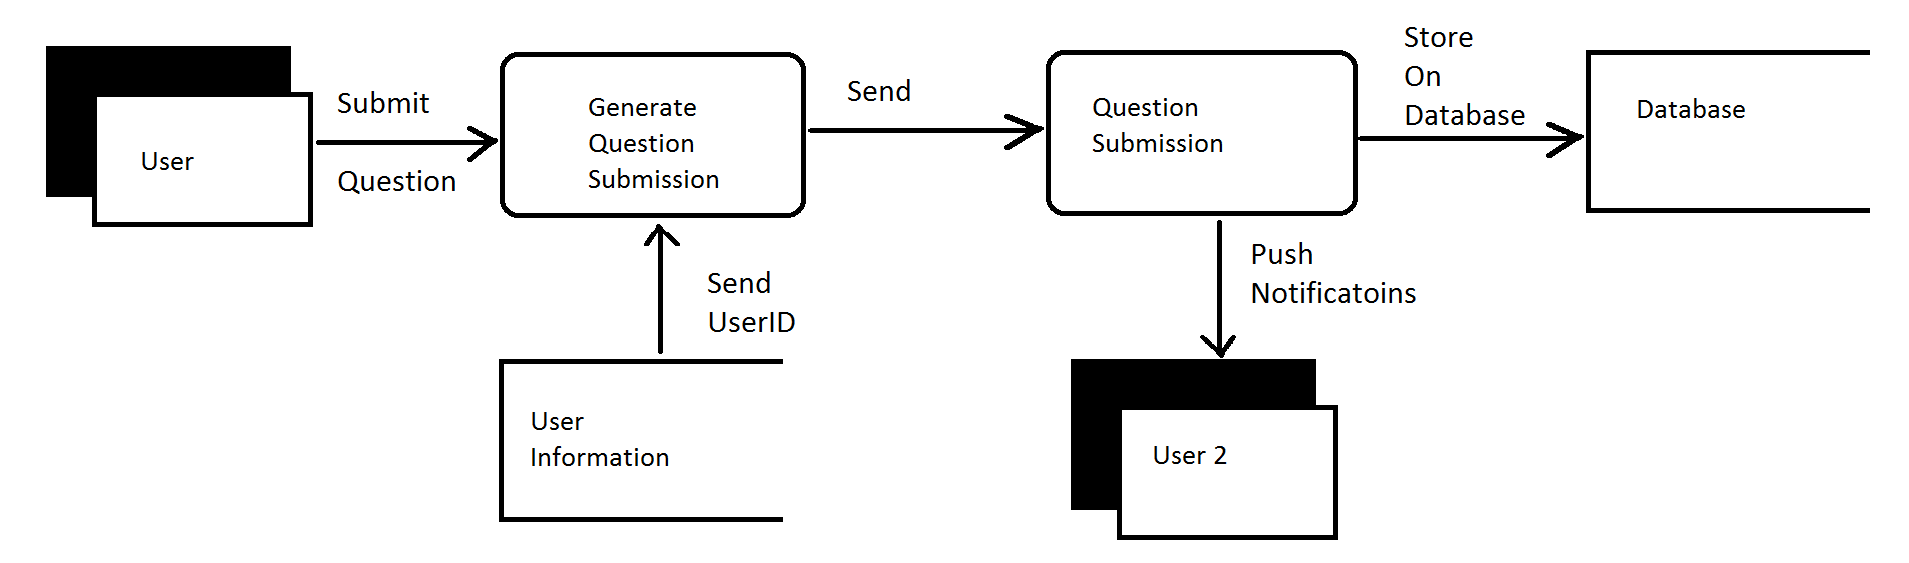 User
Submit
Question
Generate
Question
Submission
Send
Question
Submission
Store
On
Database
Database
Send
UserID
User
Information
Push
Notificatoins
User 2